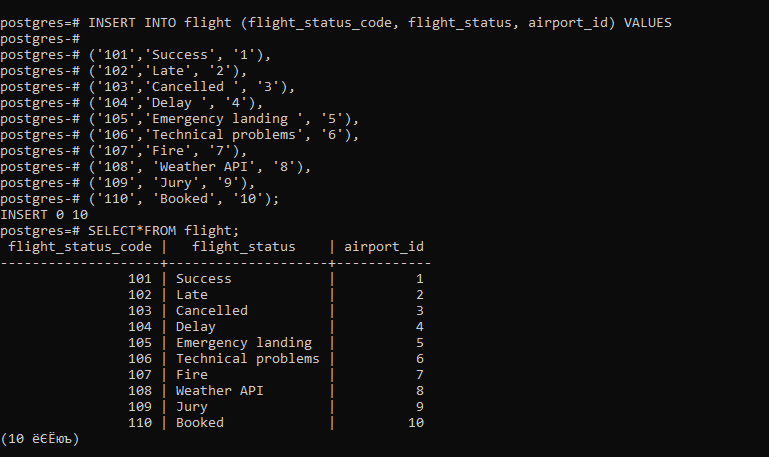 postgres=# INSERT INTO flight (flight_status_code, flight_status, airport_id) VALUES
postgres-#
postgres-# ('101','Success', '1'),
postgres-# ('102','Late', '2'),
postgres-# ('103','Cancelled ', '3'),
postgres-# ('104','Delay ', '4'),
postgres-# ('105','Emergency landing ', '5'),
postgres-# ('106','Technical problems', '6'),
postgres-# ('107','Fire', '7'),
postgres-# ('108', 'Weather API', '8'),
postgres-# ('109', 'Jury', '9'),
postgres-# ('110', 'Booked', '10');
INSERT 0 10
postgres=# SELECT*FROM flight;
 flight_status_code |   flight_status    | airport_id
--------------------+--------------------+------------
                101 | Success            |          1
                102 | Late               |          2
                103 | Cancelled          |          3
                104 | Delay              |          4
                105 | Emergency landing  |          5
                106 | Technical problems |          6
                107 | Fire               |          7
                108 | Weather API        |          8
                109 | Jury               |          9
                110 | Booked             |         10
(10 ёЄЁюъ)